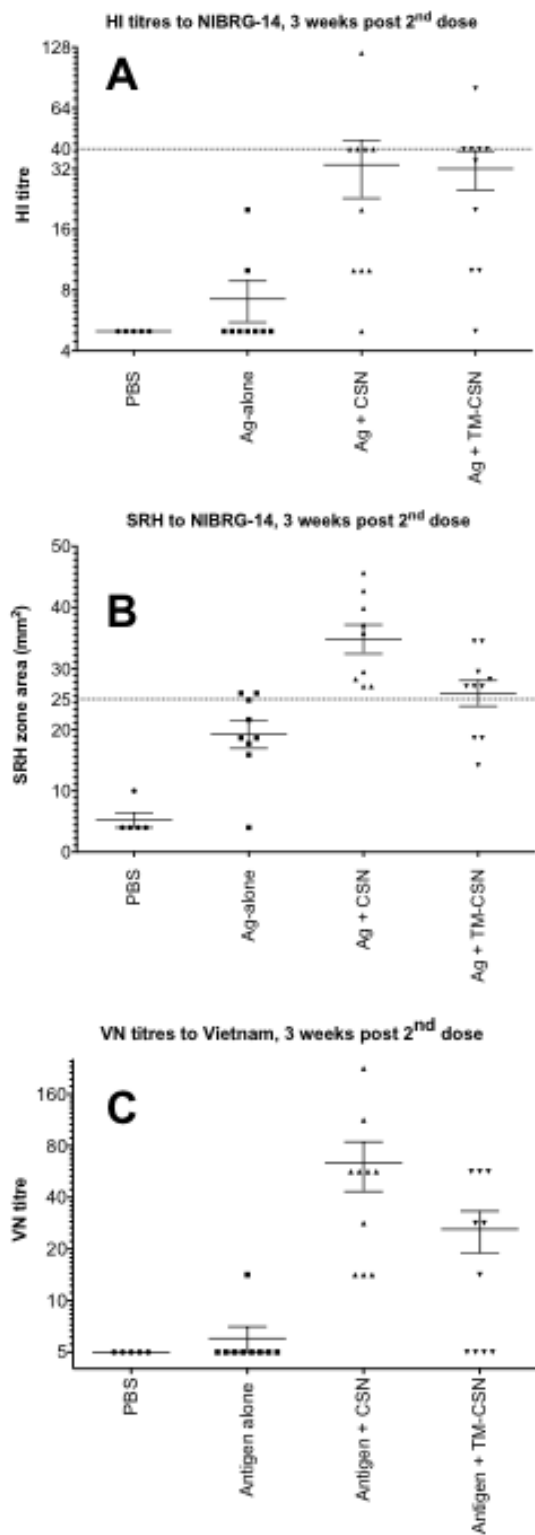 HI titres to NIBRG-14, 3 weeks post 2nd dose
A
HI titre
128
64
40
32
16
8
4
PBS
Ag-alone
Ag + CSN
Ag + TM-CSN
SRH to NIBRG-14, 3 weeks post 2nd dose
B
SRH zone area (mm²)
50
40
30
25
20
10
0
PBS
Ag-alone
Ag + CSN
Ag + TM-CSN
VN titres to Vietnam, 3 weeks post 2nd dose
C
VN titre
160
80
40
20
10
5
PBS
Antigen alone
Antigen + CSN
Antigen + TM-CSN